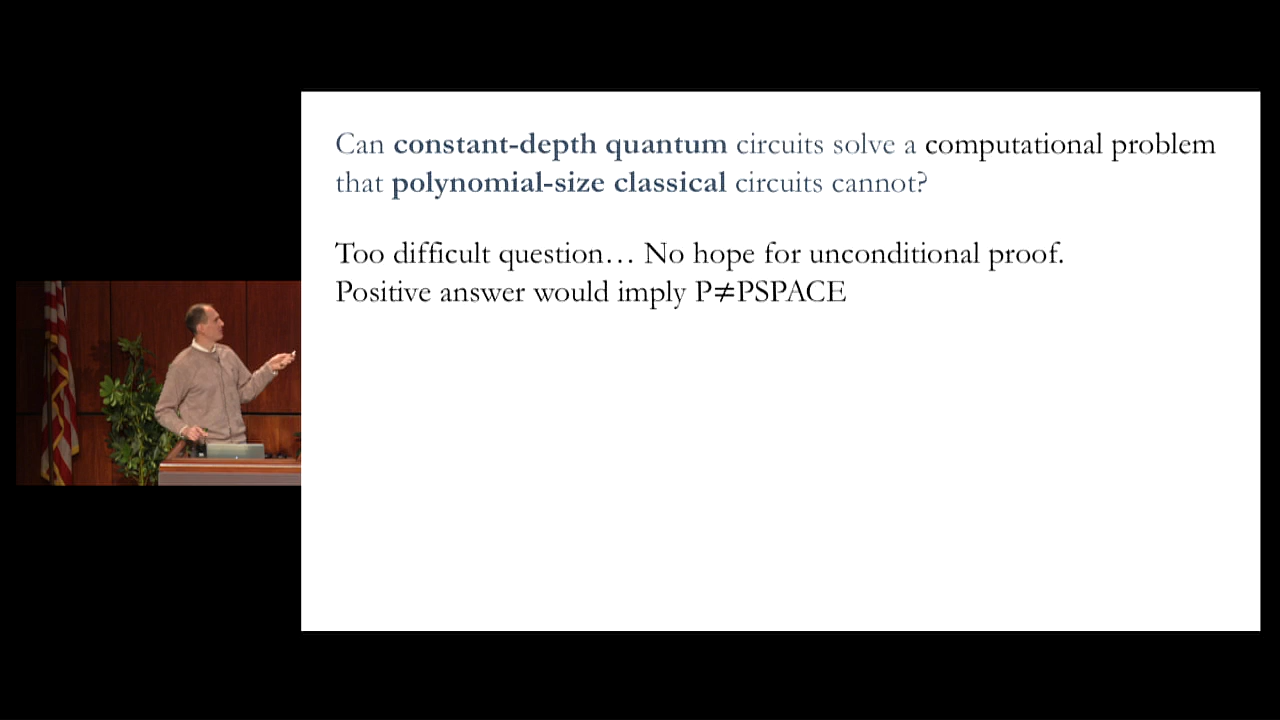 Can constant-depth quantum circuits solve a computational problem
that polynomial-size classical circuits cannot?
Too difficult question… No hope for unconditional proof.
Positive answer would imply P≠PSPACE